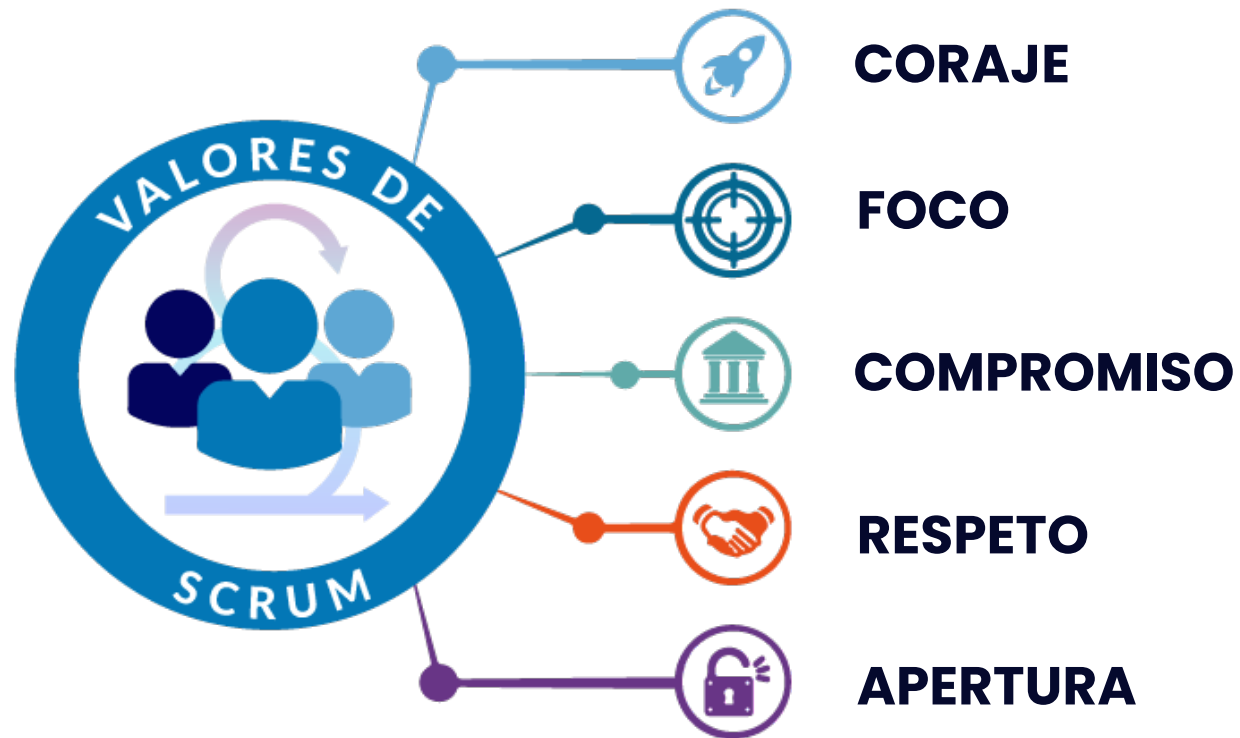 VALORES DE
SCRUM
CORAJE
FOCO
COMPROMISO
RESPETO
APERTURA